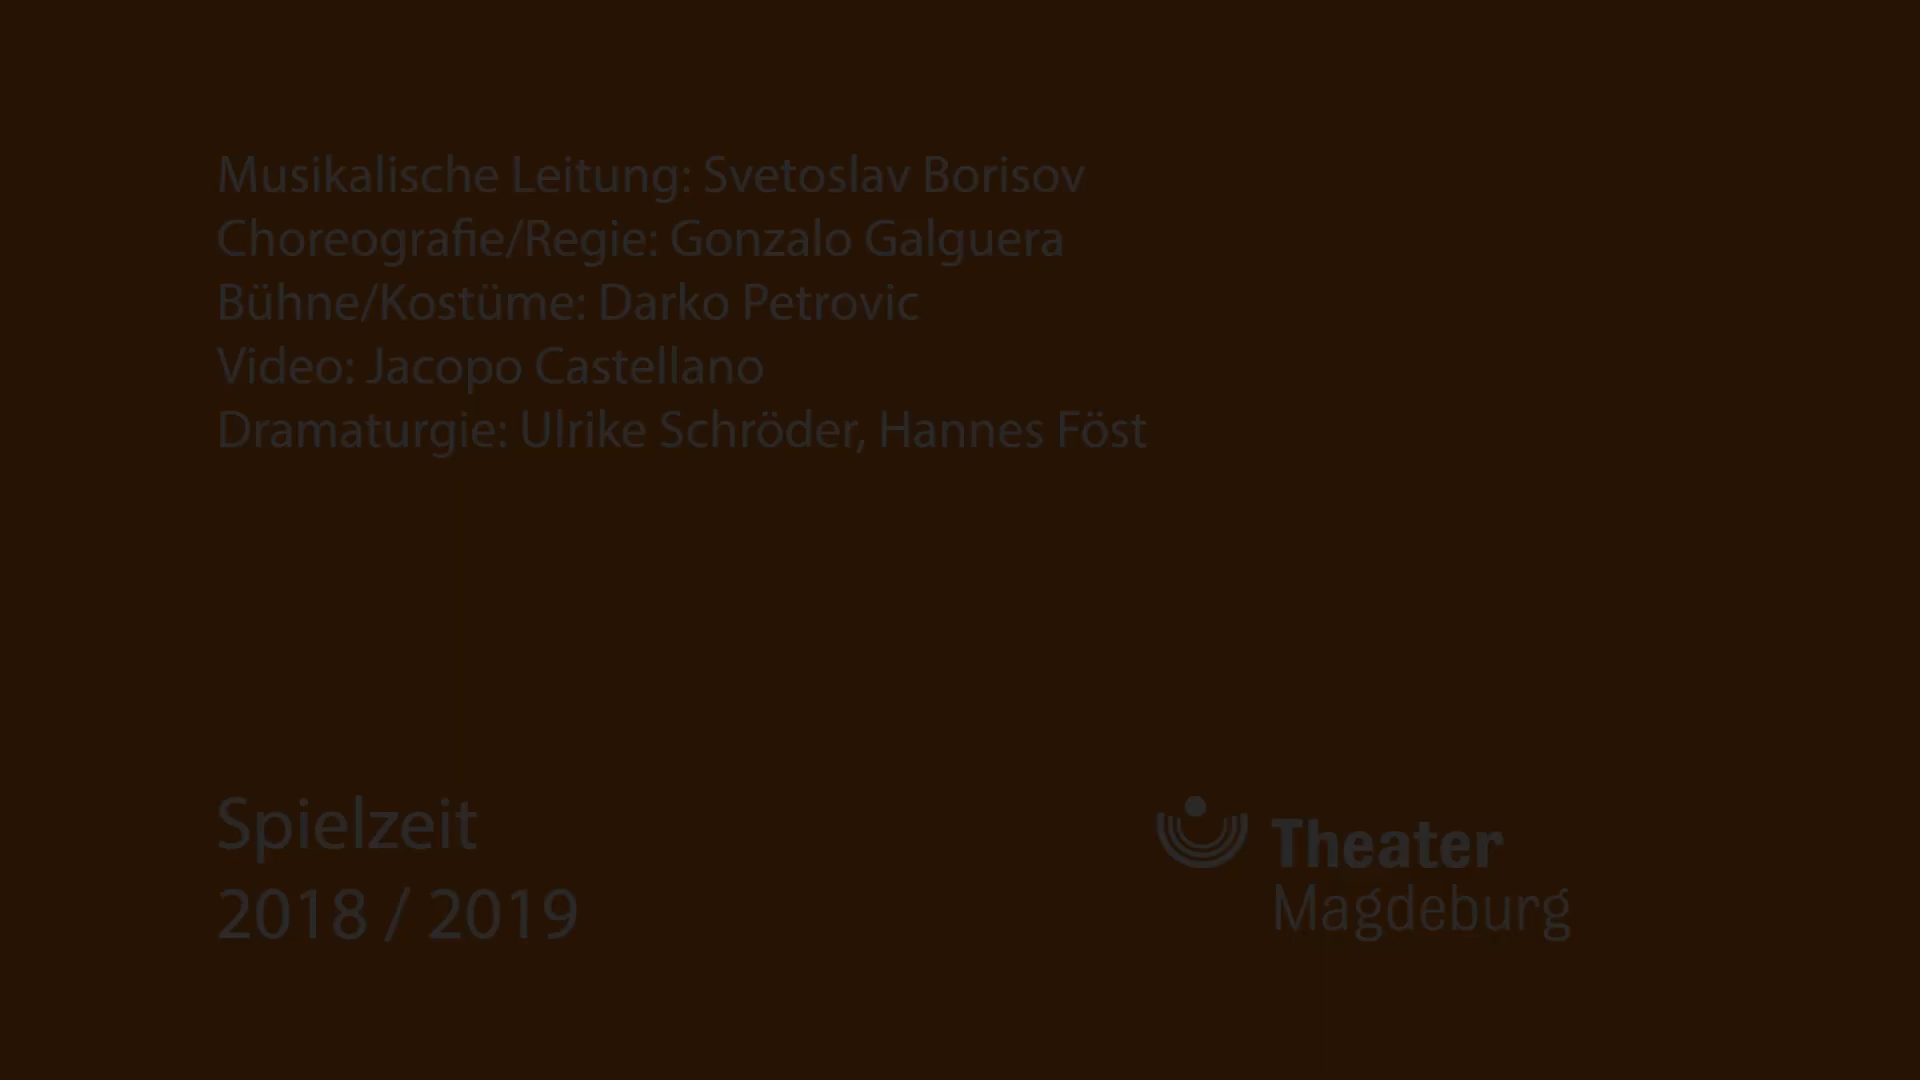 Musikalische Leitung: Svetoslav Borisov
Choreografie/Regie: Gonzalo Galguera
Bühne/Kostüme: Darko Petrovic
Video: Jacopo Castellano
Dramaturgie: Ulrike Schröder, Hannes Föst
Spielzeit
2018 / 2019
Theater
Magdeburg